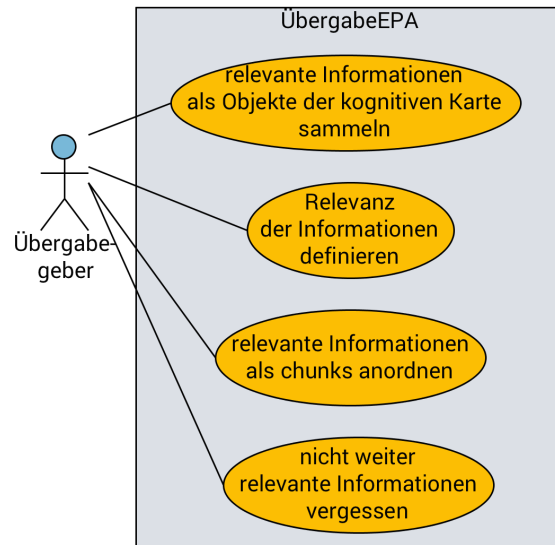 ÜbergabeEPA
relevante Informationen
als Objekte der kognitiven Karte
sammeln
Relevanz
der Informationen
definieren
Übergabe-
geber
relevante Informationen
als chunks anordnen
nicht weiter
relevante Informationen
vergessen